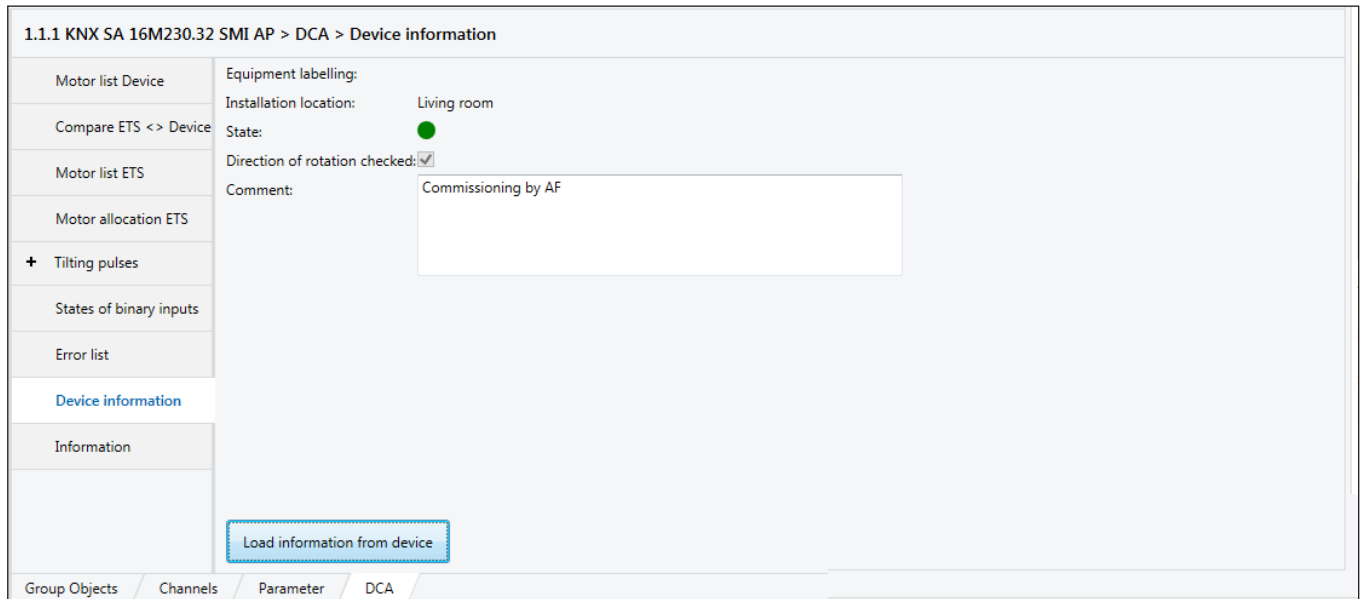 1.1.1 KNX SA 16M230.32 SMI AP > DCA > Device information
Motor list Device
Compare ETS <> Device
Motor list ETS
Motor allocation ETS
+ Tilting pulses
States of binary inputs
Error list
Device information
Information
Equipment labelling:
Installation location: Living room
State:
Direction of rotation checked:
Comment: Commissioning by AF
Load information from device
Group Objects Channels Parameter DCA